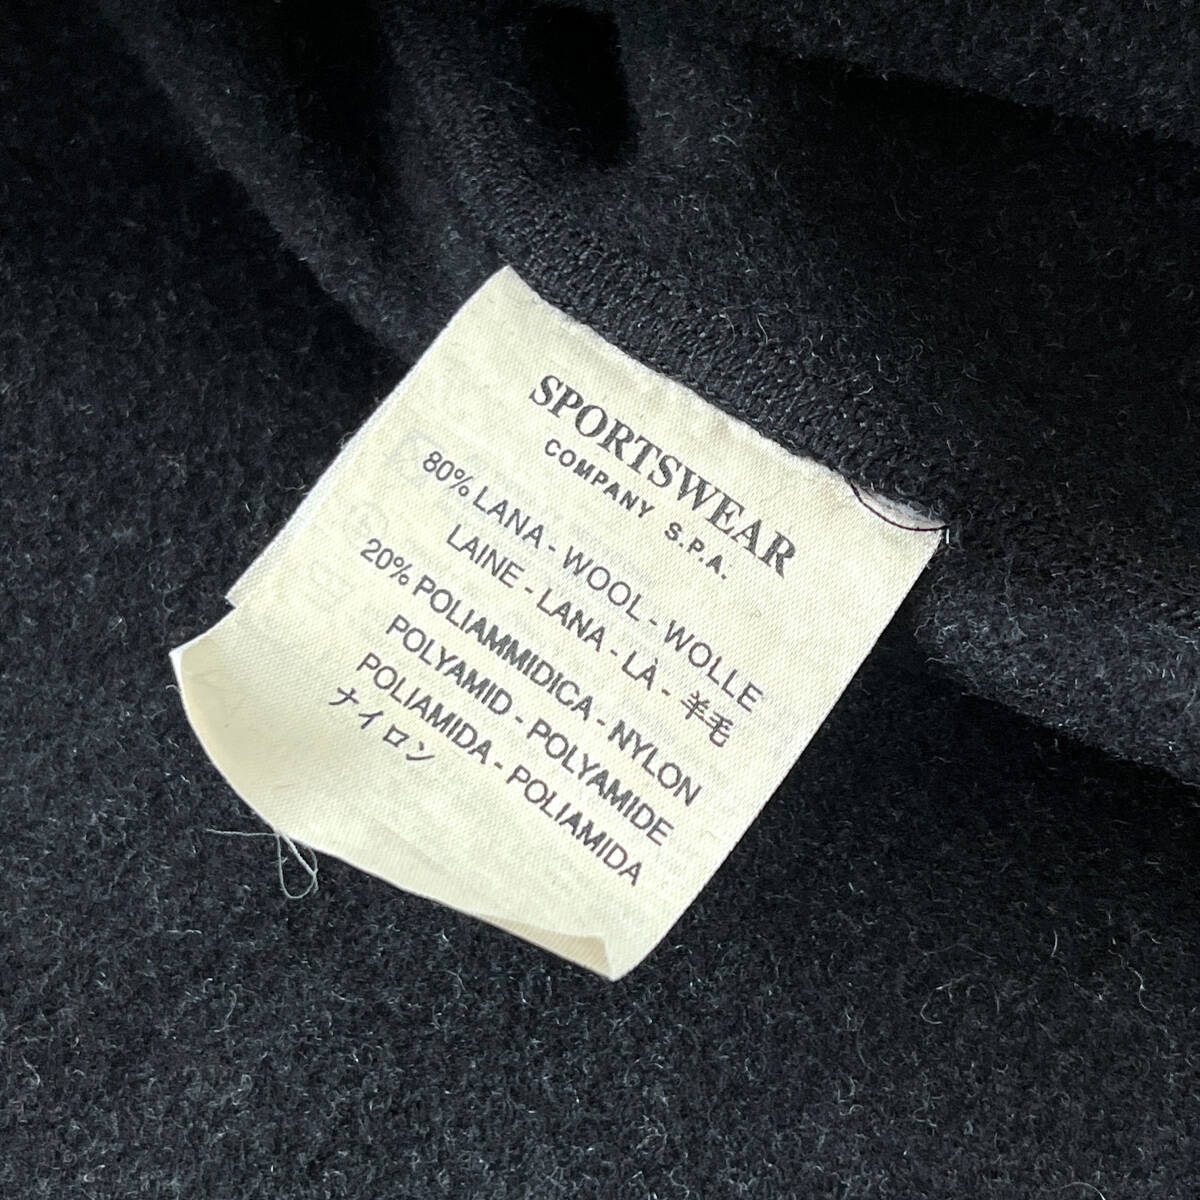 SPORTSWEAR
COMPANY S.P.A.
80% LANA - WOOL - WOLLE
LAINE - LANA - LÀ - 羊毛
20% POLIAMMIDICA - NYLON
POLYAMID - POLYAMIDE
POLIAMIDA - POLIAMIDA
ナイロン